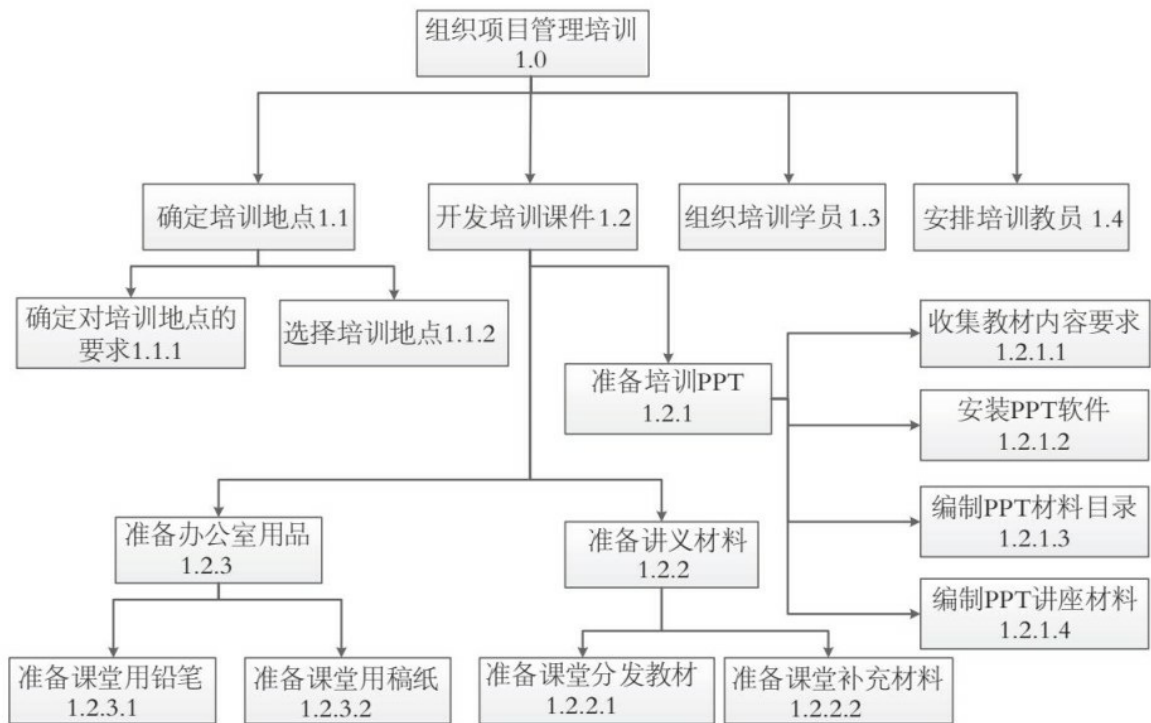 组织项目管理培训
1.0
确定培训地点1.1
开发培训课件1.2
组织培训学员1.3
安排培训教员1.4
确定对培训地点的
要求1.1.1
选择培训地点1.1.2
准备培训PPT
1.2.1
收集教材内容要求
1.2.1.1
安装PPT软件
1.2.1.2
编制PPT材料目录
1.2.1.3
编制PPT讲座材料
1.2.1.4
准备办公室用品
1.2.3
准备讲义材料
1.2.2
准备课堂用铅笔
1.2.3.1
准备课堂用稿纸
1.2.3.2
准备课堂分发教材
1.2.2.1
准备课堂补充材料
1.2.2.2